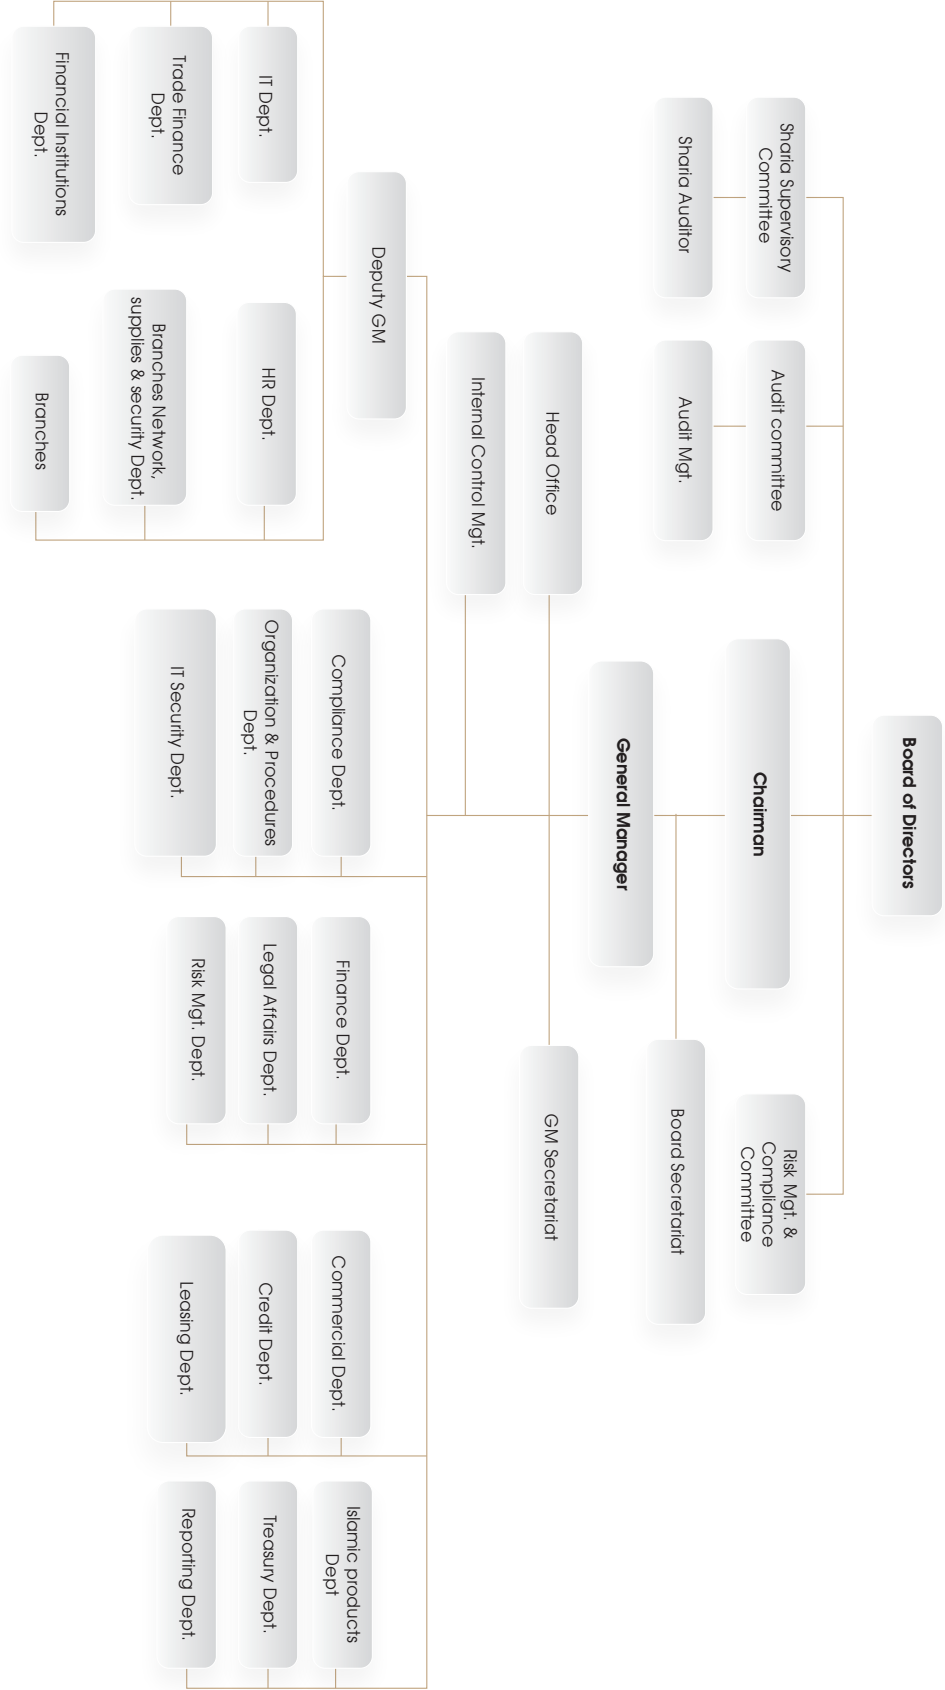 Board of Directors
Sharia Supervisory
Committee
Audit committee
Chairman
Risk Mgt. &
Compliance
Committee
Sharia Auditor
Audit Mgt.
Board Secretariat
General Manager
Head Office
GM Secretariat
Internal Control Mgt.
Deputy GM
Compliance Dept.
Finance Dept.
Commercial Dept.
Islamic products
Dept
IT Dept.
HR Dept.
Organization & Procedures
Dept.
Legal Affairs Dept.
Credit Dept.
Treasury Dept.
Trade Finance
Dept.
Branches Network,
supplies & security Dept.
IT Security Dept.
Risk Mgt. Dept.
Leasing Dept.
Reporting Dept.
Financial Institutions
Dept.
Branches